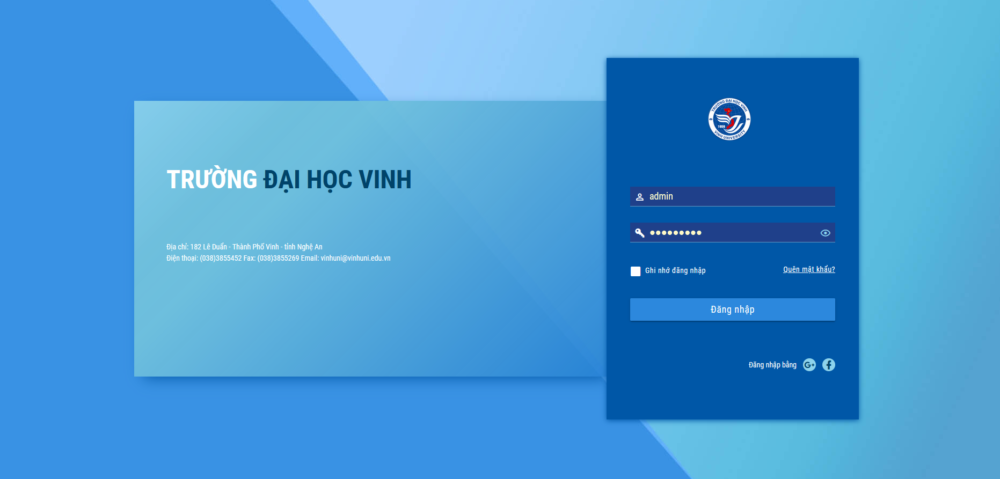 TRƯỜNG ĐẠI HỌC VINH
Địa chỉ: 182 Lê Duẩn - Thành Phố Vinh - tỉnh Nghệ An
Điện thoại: (038)3855452 Fax: (038)3855269 Email: vinhuni@vinhuni.edu.vn
TRƯỜNG ĐẠI HỌC VINH
1959
VINH UNIVERSITY
admin
Ghi nhớ đăng nhập
Quên mật khẩu?
Đăng nhập
Đăng nhập bằng